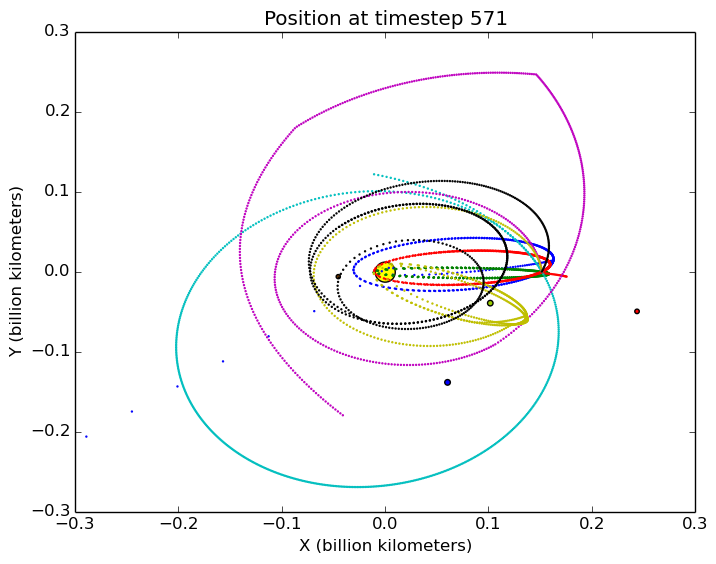 Position at timestep 571
0.3
0.2
0.1
0.0
−0.1
−0.2
−0.3
Y (billion kilometers)
−0.3 −0.2 −0.1 0.0 0.1 0.2 0.3
X (billion kilometers)